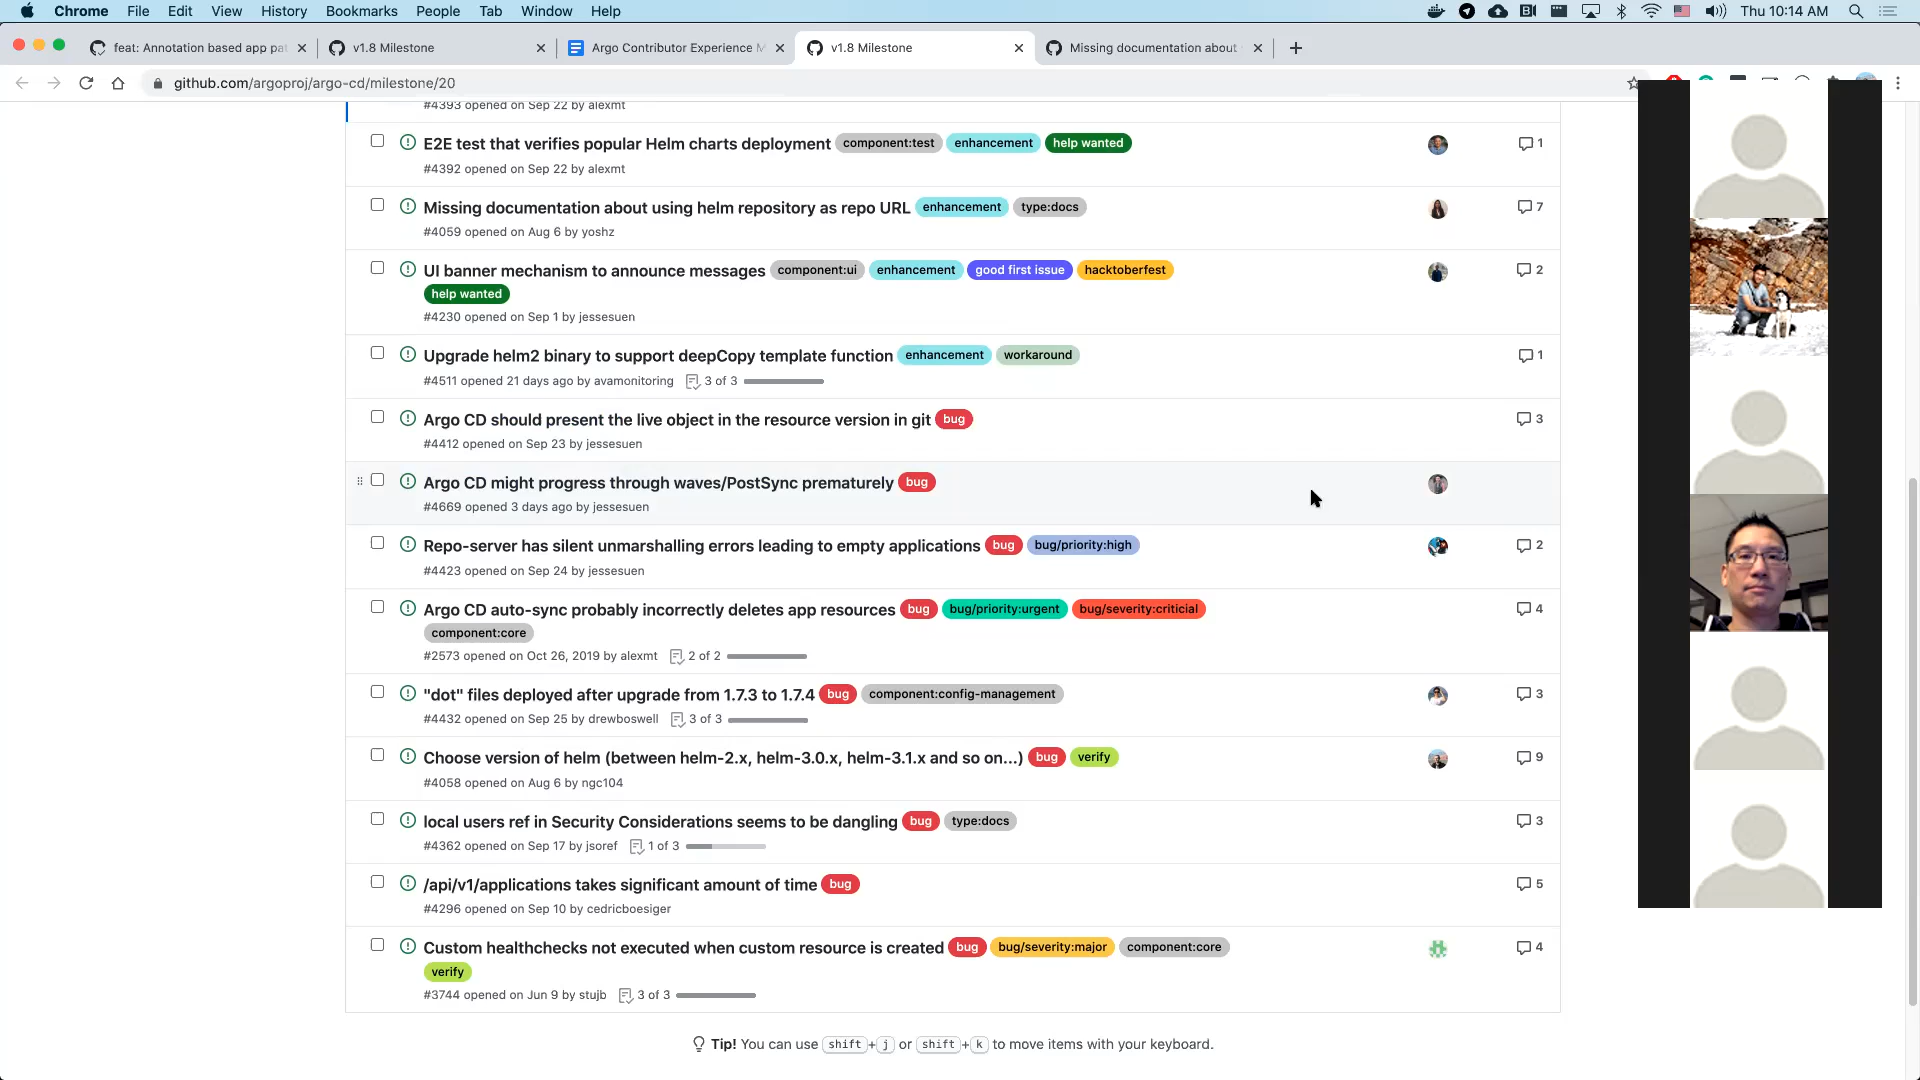 Chrome File Edit View History Bookmarks People Tab Window Help Thu 10:14 AM
feat: Annotation based app pat v1.8 Milestone Argo Contributor Experience M v1.8 Milestone Missing documentation about
github.com/argoproj/argo-cd/milestone/20
#4393 opened on Sep 22 by alexmt
E2E test that verifies popular Helm charts deployment component:test enhancement help wanted 1
#4392 opened on Sep 22 by alexmt
Missing documentation about using helm repository as repo URL enhancement type:docs 7
#4059 opened on Aug 6 by yoshz
UI banner mechanism to announce messages component:ui enhancement good first issue hacktoberfest 2
help wanted
#4230 opened on Sep 1 by jessesuen
Upgrade helm2 binary to support deepCopy template function enhancement workaround 1
#4511 opened 21 days ago by avamonitoring 3 of 3
Argo CD should present the live object in the resource version in git bug 3
#4412 opened on Sep 23 by jessesuen
Argo CD might progress through waves/PostSync prematurely bug
#4669 opened 3 days ago by jessesuen
Repo-server has silent unmarshalling errors leading to empty applications bug bug/priority:high 2
#4423 opened on Sep 24 by jessesuen
Argo CD auto-sync probably incorrectly deletes app resources bug bug/priority:urgent bug/severity:criticial 4
component:core
#2573 opened on Oct 26, 2019 by alexmt 2 of 2
"dot" files deployed after upgrade from 1.7.3 to 1.7.4 bug component:config-management 3
#4432 opened on Sep 25 by drewboswell 3 of 3
Choose version of helm (between helm-2.x, helm-3.0.x, helm-3.1.x and so on...) bug verify 9
#4058 opened on Aug 6 by ngc104
local users ref in Security Considerations seems to be dangling bug type:docs 3
#4362 opened on Sep 17 by jsoref 1 of 3
/api/v1/applications takes significant amount of time bug 5
#4296 opened on Sep 10 by cedricboesiger
Custom healthchecks not executed when custom resource is created bug bug/severity:major component:core 4
verify
#3744 opened on Jun 9 by stujb 3 of 3
Tip! You can use shift+j or shift+k to move items with your keyboard.